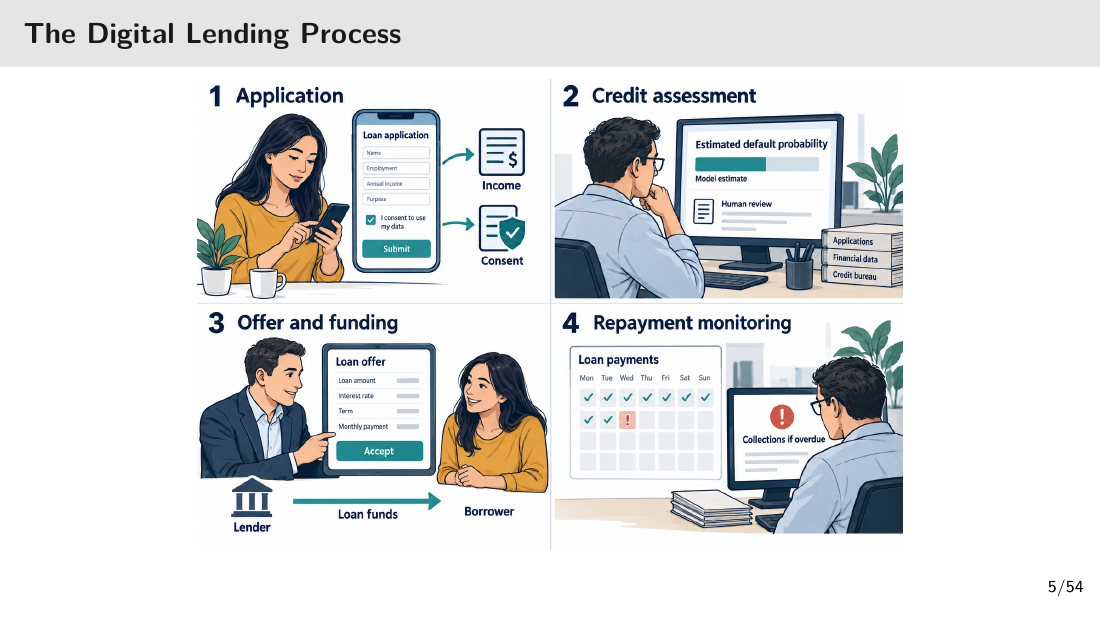 The Digital Lending Process
1 Application
Loan application
Name
Employment
Annual income
Purpose
I consent to use
my data
Submit
Income
Consent
2 Credit assessment
Estimated default probability
Model estimate
Human review
Applications
Financial data
Credit bureau
3 Offer and funding
Loan offer
Loan amount
Interest rate
Term
Monthly payment
Accept
Lender
Loan funds
Borrower
4 Repayment monitoring
Loan payments
Mon Tue Wed Thu Fri Sat Sun
!
!
Collections if overdue
5/54